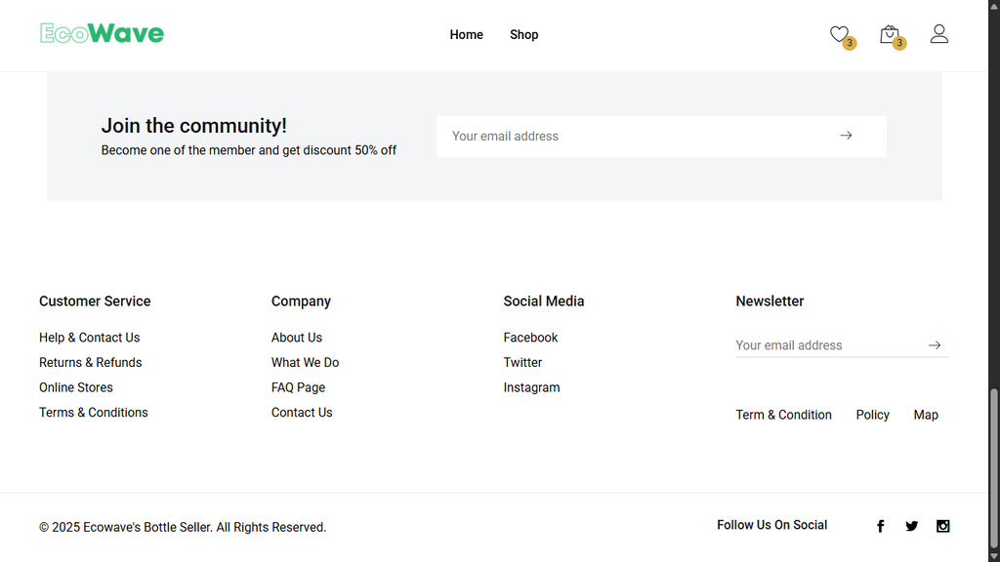 EcoWave
Home
Shop
3
3
Join the community!
Become one of the member and get discount 50% off
Your email address
Customer Service
Help & Contact Us
Returns & Refunds
Online Stores
Terms & Conditions
Company
About Us
What We Do
FAQ Page
Contact Us
Social Media
Facebook
Twitter
Instagram
Newsletter
Your email address
Term & Condition
Policy
Map
© 2025 Ecowave's Bottle Seller. All Rights Reserved.
Follow Us On Social